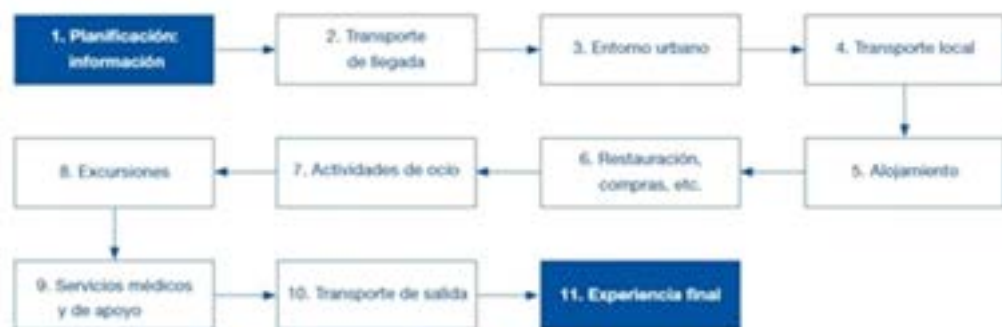 1. Planificación:
información
2. Transporte
de llegada
3. Entorno urbano
4. Transporte local
5. Alojamiento
6. Restauración,
compras, etc.
7. Actividades de ocio
8. Excursiones
9. Servicios médicos
y de apoyo
10. Transporte de salida
11. Experiencia final